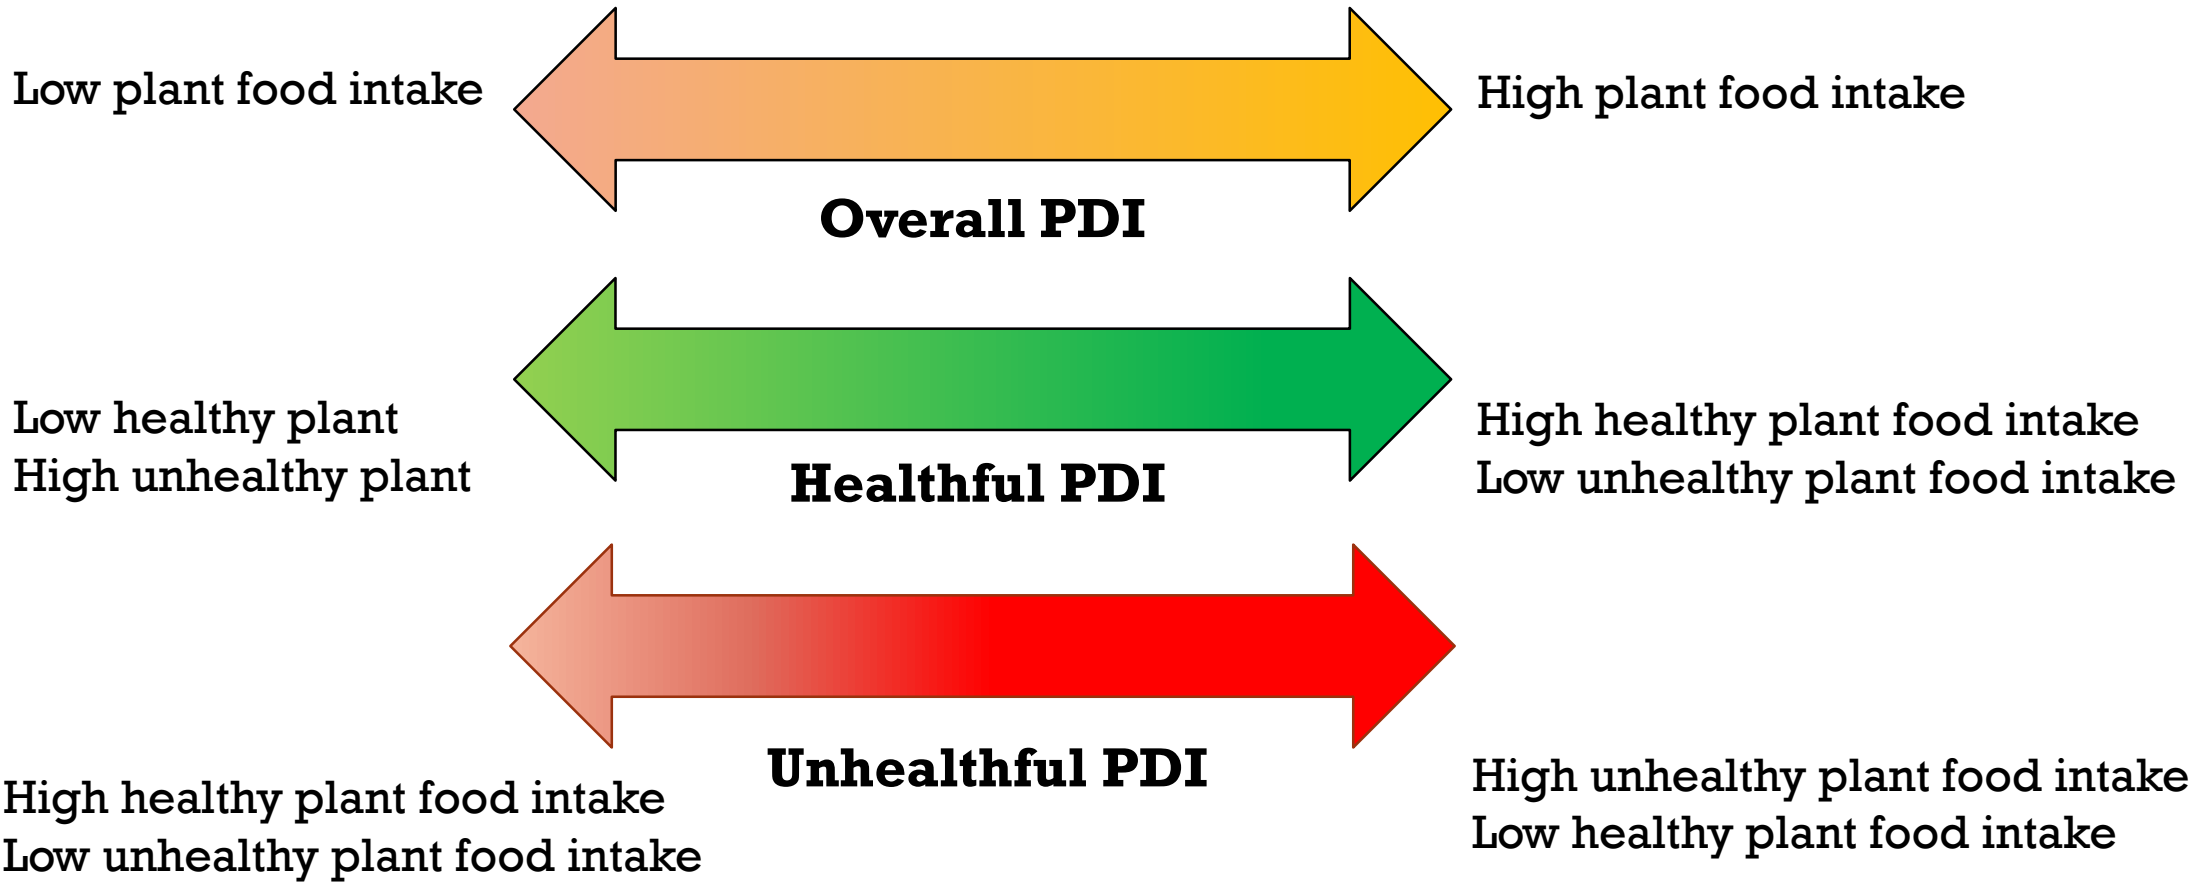 Low plant food intake
High plant food intake
Overall PDI
Low healthy plant
High unhealthy plant
Healthful PDI
High healthy plant food intake
Low unhealthy plant food intake
Unhealthful PDI
High healthy plant food intake
Low unhealthy plant food intake
High unhealthy plant food intake
Low healthy plant food intake